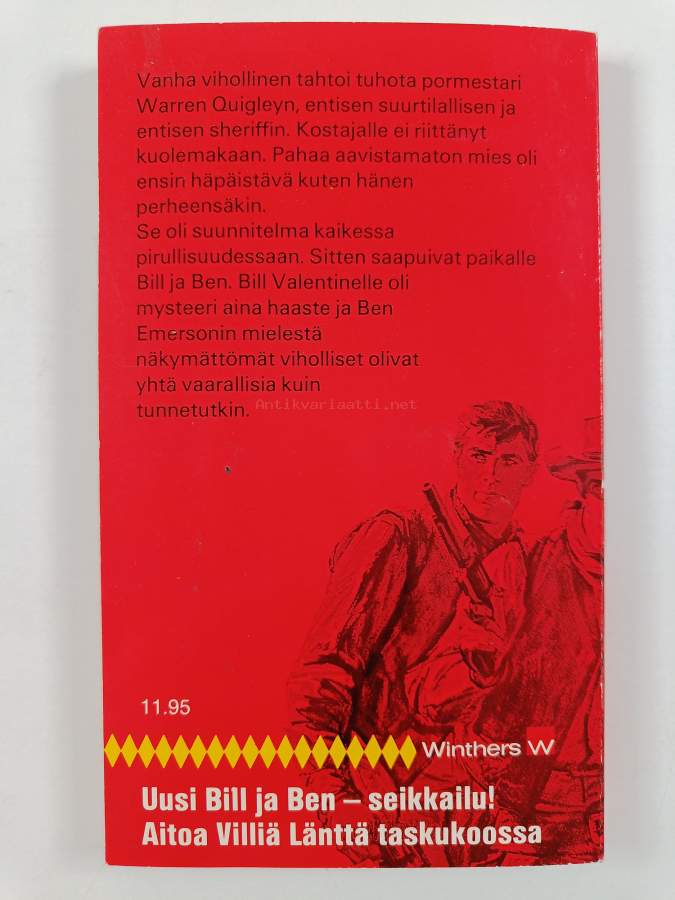 Vanha vihollinen tahtoi tuhota pormestari
Warren Quigleyn, entisen suurtilallisen ja
entisen sheriffin. Kostajalle ei riittänyt
kuolemakaan. Pahaa aavistamaton mies oli
ensin häpäistävä kuten hänen
perheensäkin.
Se oli suunnitelma kaikessa
pirullisuudessaan. Sitten saapuivat paikalle
Bill ja Ben. Bill Valentinelle oli
mysteeri aina haaste ja Ben
Emersonin mielestä
näkymättömät viholliset olivat
yhtä vaarallisia kuin
tunnetutkin.
Antikvariaatti.net
11.95
Winthers W
Uusi Bill ja Ben – seikkailu!
Aitoa Villiä Länttä taskukoossa